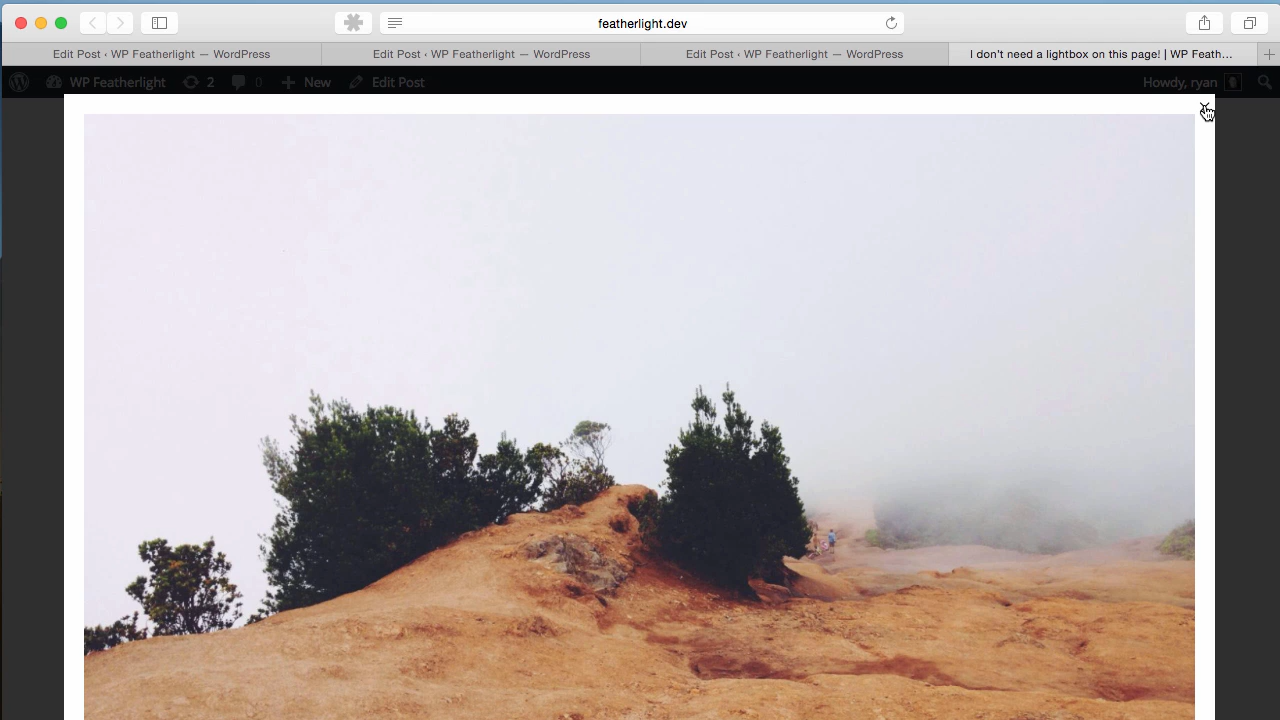 featherlight.dev
Edit Post ‹ WP Featherlight — WordPress
Edit Post ‹ WP Featherlight — WordPress
Edit Post ‹ WP Featherlight — WordPress
I don't need a lightbox on this page! | WP Feath…
WP Featherlight 2 0 New Edit Post Howdy, ryan